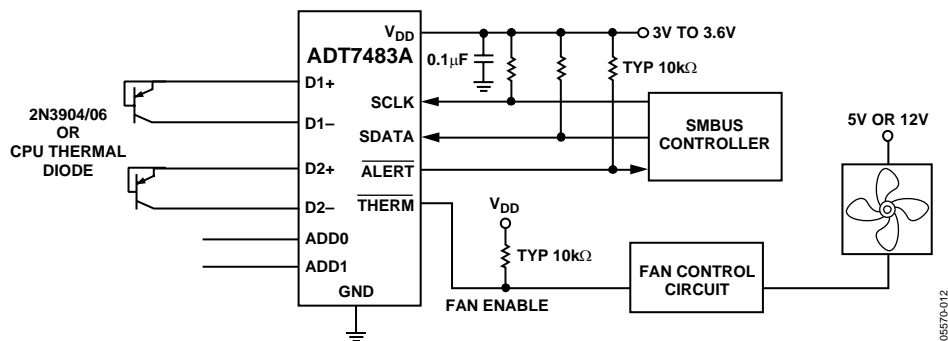 VDD
ADT7483A
3V TO 3.6V
0.1μF
TYP 10kΩ
D1+
SCLK
2N3904/06
OR
CPU THERMAL
DIODE
D1–
SDATA
SMBUS
CONTROLLER
5V OR 12V
D2+
ALERT
D2–
THERM
VDD
ADD0
TYP 10kΩ
ADD1
FAN CONTROL
CIRCUIT
GND
FAN ENABLE
05570-012